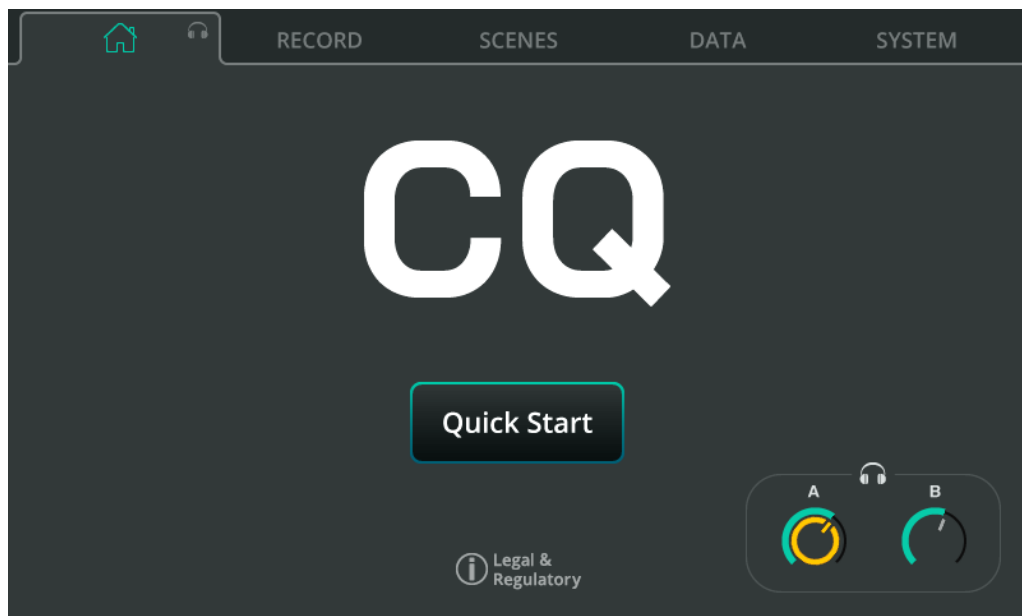 RECORD SCENES DATA SYSTEM
CQ
Quick Start
A B
Legal &
Regulatory